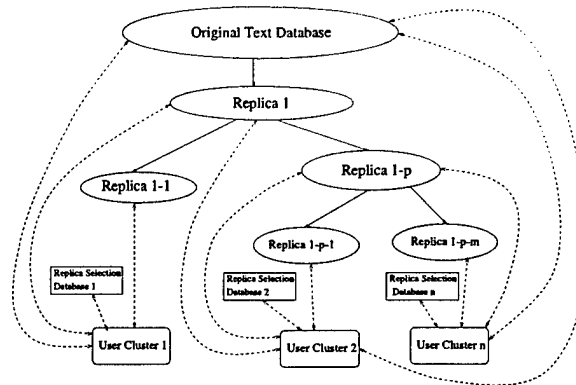 Original Text Database
Replica 1
Replica 1-p
Replica 1-1
Replica 1-p-1
Replica 1-p-m
Replica Selection
Database 1
Replica Selection
Database 2
Replica Selection
Database n
User Cluster 1
User Cluster 2
User Cluster n